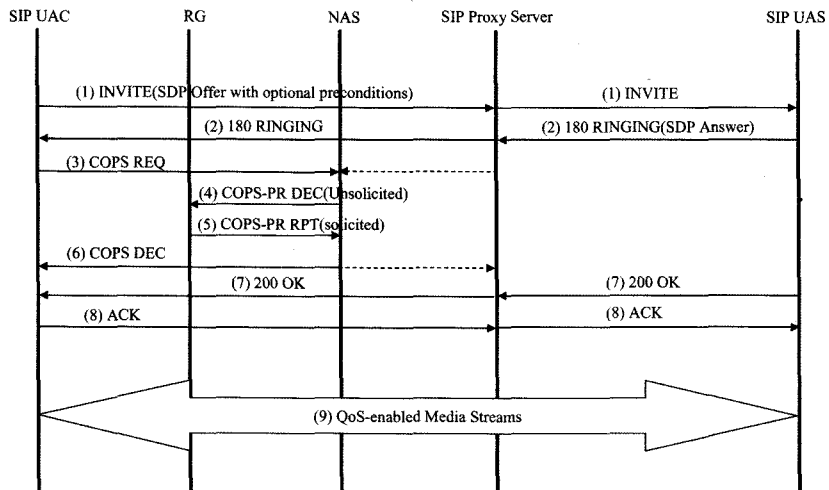 SIP UAC
RG
NAS
SIP Proxy Server
SIP UAS
(1) INVITE(SDP Offer with optional preconditions)
(1) INVITE
(2) 180 RINGING
(2) 180 RINGING(SDP Answer)
(3) COPS REQ
(4) COPS-PR DEC(Unsolicited)
(5) COPS-PR RPT(solicited)
(6) COPS DEC
(7) 200 OK
(7) 200 OK
(8) ACK
(8) ACK
(9) QoS-enabled Media Streams